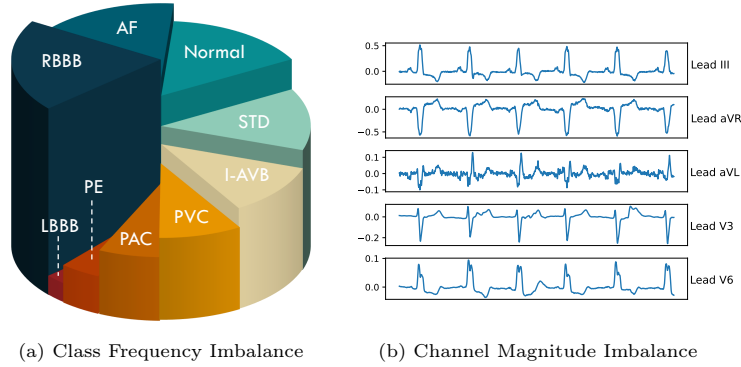 AF
Normal
RBBB
STD
I-AVB
PE
LBBB
PVC
PAC
(a) Class Frequency Imbalance
0.5
0.0
Lead III
0.0
−0.5
Lead aVR
0.1
0.0
−0.1
Lead aVL
0.0
−0.2
Lead V3
0.1
0.0
Lead V6
(b) Channel Magnitude Imbalance